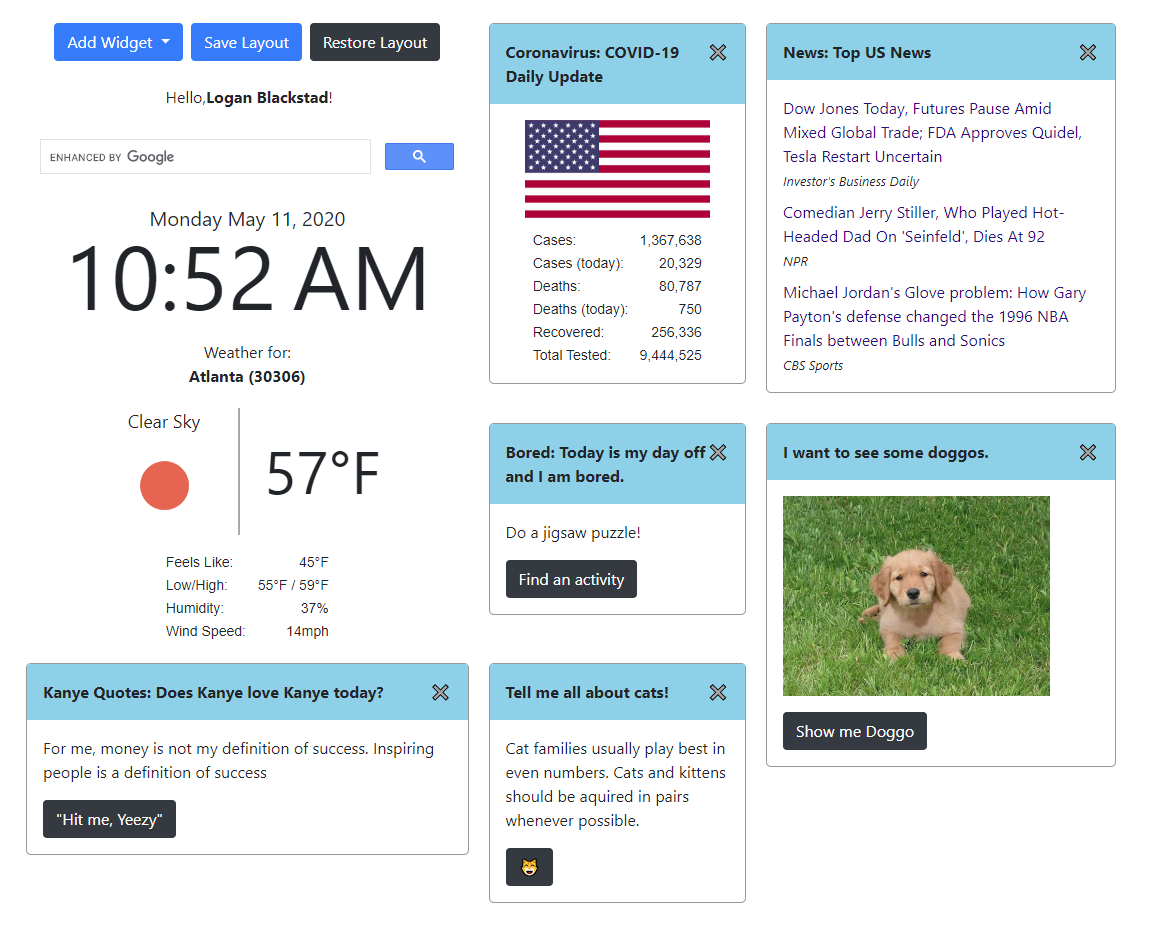 Add Widget
Save Layout
Restore Layout
Hello,Logan Blackstad!
ENHANCED BY Google
Monday May 11, 2020
10:52 AM
Weather for:
Atlanta (30306)
Clear Sky
57°F
Feels Like: 45°F
Low/High: 55°F / 59°F
Humidity: 37%
Wind Speed: 14mph
Coronavirus: COVID-19
Daily Update
Cases: 1,367,638
Cases (today): 20,329
Deaths: 80,787
Deaths (today): 750
Recovered: 256,336
Total Tested: 9,444,525
News: Top US News
Dow Jones Today, Futures Pause Amid
Mixed Global Trade; FDA Approves Quidel,
Tesla Restart Uncertain
Investor's Business Daily
Comedian Jerry Stiller, Who Played Hot-
Headed Dad On 'Seinfeld', Dies At 92
NPR
Michael Jordan's Glove problem: How Gary
Payton's defense changed the 1996 NBA
Finals between Bulls and Sonics
CBS Sports
Bored: Today is my day off
and I am bored.
Do a jigsaw puzzle!
Find an activity
I want to see some doggos.
Show me Doggo
Kanye Quotes: Does Kanye love Kanye today?
For me, money is not my definition of success. Inspiring
people is a definition of success
"Hit me, Yeezy"
Tell me all about cats!
Cat families usually play best in
even numbers. Cats and kittens
should be aquired in pairs
whenever possible.